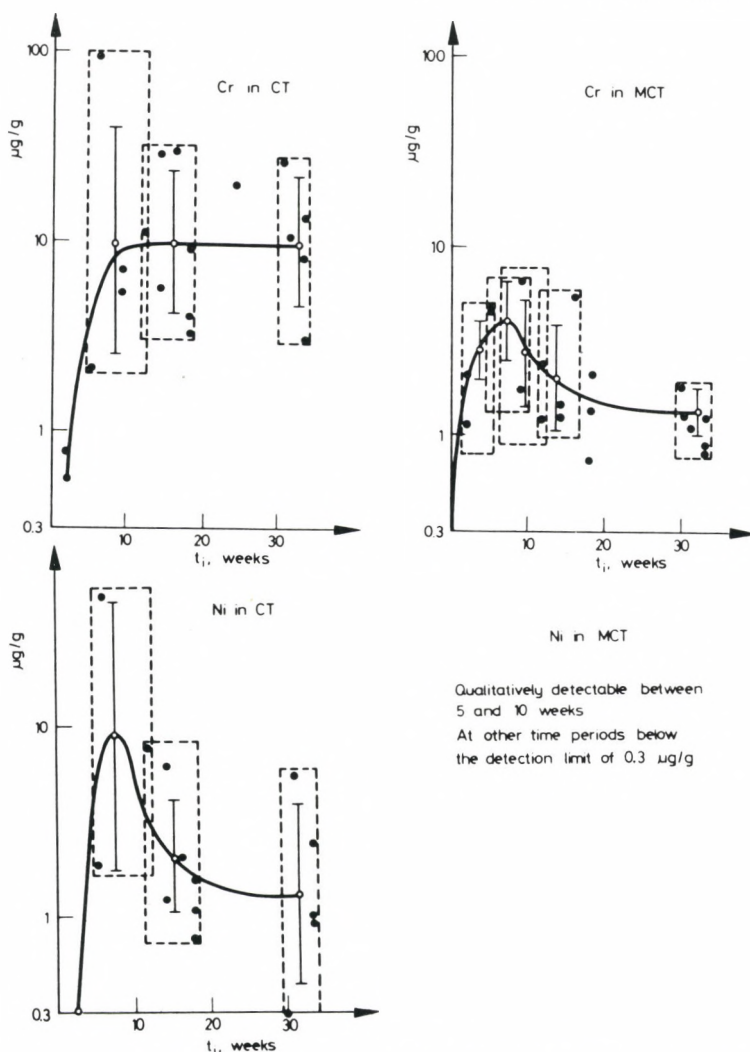 100
µg/g
10
1
0.3
Cr in CT
10
20
30
t i, weeks
100
µg/g
10
1
0.3
Cr in MCT
10
20
30
t i, weeks
µg/g
10
1
0.3
Ni in CT
10
20
30
t i, weeks
Ni in MCT
Qualitatively detectable between
5 and 10 weeks
At other time periods below
the detection limit of 0.3 µg/g